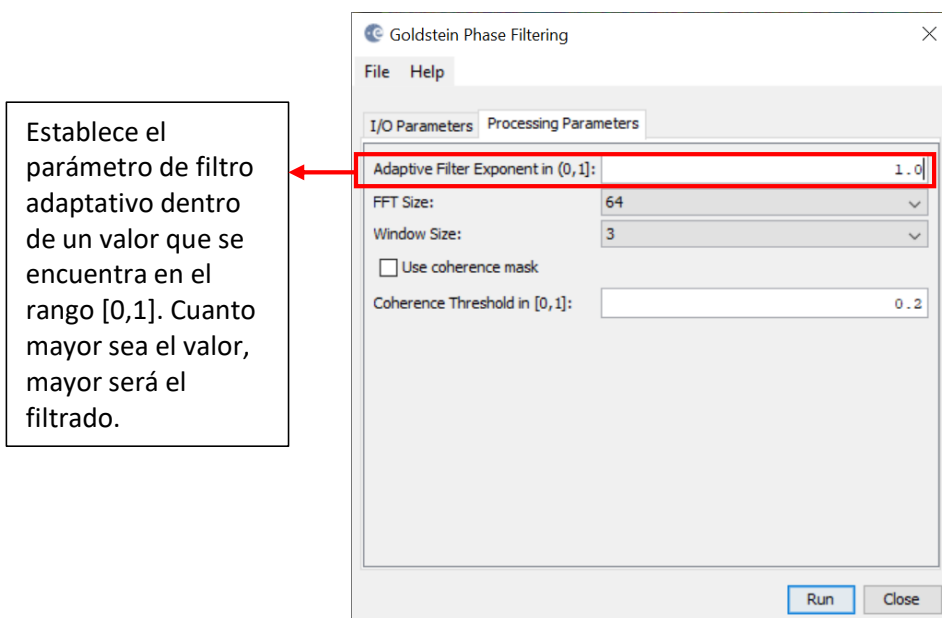 Goldstein Phase Filtering
File Help
I/O Parameters Processing Parameters
Establece el
parámetro de filtro
adaptativo dentro
de un valor que se
encuentra en el
rango [0,1]. Cuanto
mayor sea el valor,
mayor será el
filtrado.
Adaptive Filter Exponent in (0,1]: 1.0
FFT Size: 64
Window Size: 3
Use coherence mask
Coherence Threshold in [0,1]: 0.2
Run Close